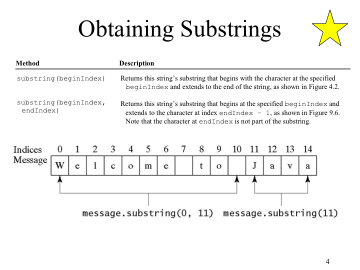 Obtaining Substrings
Method Description
substring(beginIndex) Returns this string's substring that begins with the character at the specified
beginIndex and extends to the end of the string, as shown in Figure 4.2.
substring(beginIndex, Returns this string's substring that begins at the specified beginIndex and
endIndex) extends to the character at index endIndex - 1, as shown in Figure 9.6.
Note that the character at endIndex is not part of the substring.
Indices 0 1 2 3 4 5 6 7 8 9 10 11 12 13 14
Message W e l c o m e t o J a v a
message.substring(0, 11) message.substring(11)
4